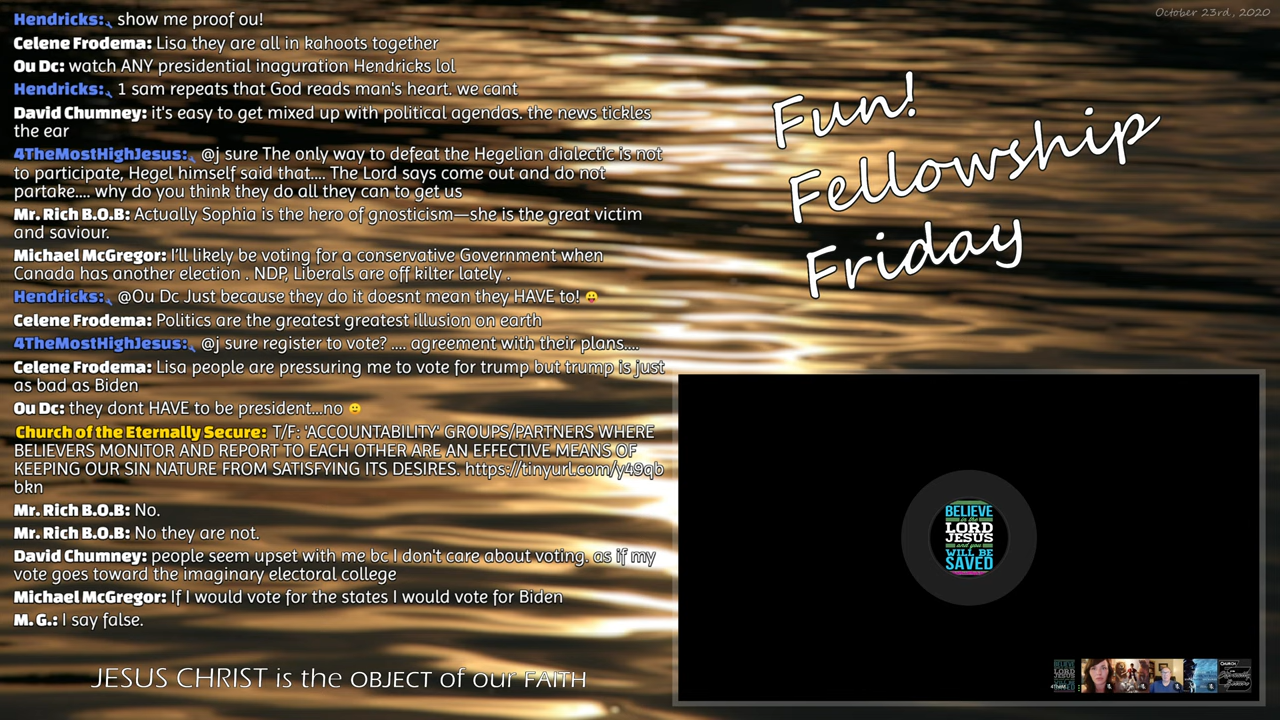 Hendricks: show me proof ou!
Celene Frodema: Lisa they are all in kahoots together
Ou Dc: watch ANY presidential inaguration Hendricks lol
Hendricks: 1 sam repeats that God reads man's heart. we cant
David Chumney: it's easy to get mixed up with political agendas. the news tickles
the ear
4TheMostHighJesus: @j sure The only way to defeat the Hegelian dialectic is not
to participate, Hegel himself said that.... The Lord says come out and do not
partake.... why do you think they do all they can to get us
Mr. Rich B.O.B: Actually Sophia is the hero of gnosticism—she is the great victim
and saviour.
Michael McGregor: I'll likely be voting for a conservative Government when
Canada has another election . NDP, Liberals are off kilter lately .
Hendricks: @Ou Dc Just because they do it doesnt mean they HAVE to! 😛
Celene Frodema: Politics are the greatest greatest illusion on earth
4TheMostHighJesus: @j sure register to vote? .... agreement with their plans....
Celene Frodema: Lisa people are pressuring me to vote for trump but trump is just
as bad as Biden
Ou Dc: they dont HAVE to be president...no 🙂
Church of the Eternally Secure: T/F: 'ACCOUNTABILITY' GROUPS/PARTNERS WHERE
BELIEVERS MONITOR AND REPORT TO EACH OTHER ARE AN EFFECTIVE MEANS OF
KEEPING OUR SIN NATURE FROM SATISFYING ITS DESIRES. https://tinyurl.com/y49qb
bkn
Mr. Rich B.O.B: No.
Mr. Rich B.O.B: No they are not.
David Chumney: people seem upset with me bc I don't care about voting. as if my
vote goes toward the imaginary electoral college
Michael McGregor: If I would vote for the states I would vote for Biden
M. G.: I say false.
JESUS CHRIST is the OBJECT of our FAITH
October 23rd, 2020
Fun!
Fellowship
Friday
BELIEVE
in the
LORD
JESUS
and you
WILL BE
SAVED